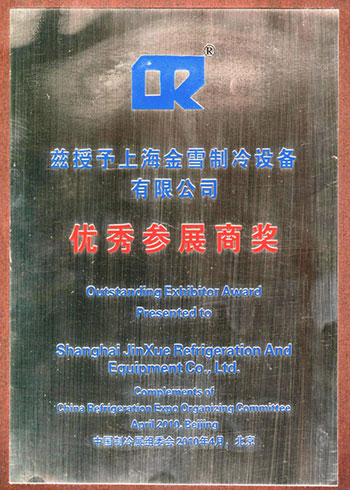 ®
兹授予上海金雪制冷设备
有限公司
优秀参展商奖
Outstanding Exhibitor Award
Presented to
Shanghai JinXue Refrigeration And
Equipment Co., Ltd.
Complements of
China Refrigeration Expo Organizing Committee
April 2010, Beijing
中国制冷展组委会2010年4月，北京